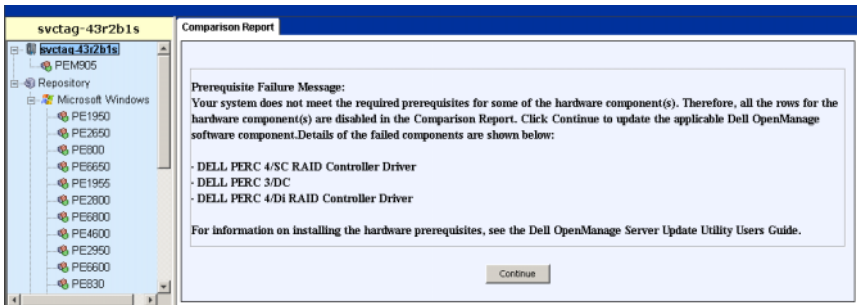 svctag-43r2b1s
svctag-43r2b1s
PEM905
Repository
Microsoft Windows
PE1950
PE2650
PE800
PE6650
PE1955
PE2800
PE6800
PE4600
PE2950
PE6600
PE830
Comparison Report
Prerequisite Failure Message:
Your system does not meet the required prerequisites for some of the hardware component(s). Therefore, all the rows for the
hardware component(s) are disabled in the Comparison Report. Click Continue to update the applicable Dell OpenManage
software component.Details of the failed components are shown below:
- DELL PERC 4/SC RAID Controller Driver
- DELL PERC 3/DC
- DELL PERC 4/Di RAID Controller Driver
For information on installing the hardware prerequisites, see the Dell OpenManage Server Update Utility Users Guide.
Continue